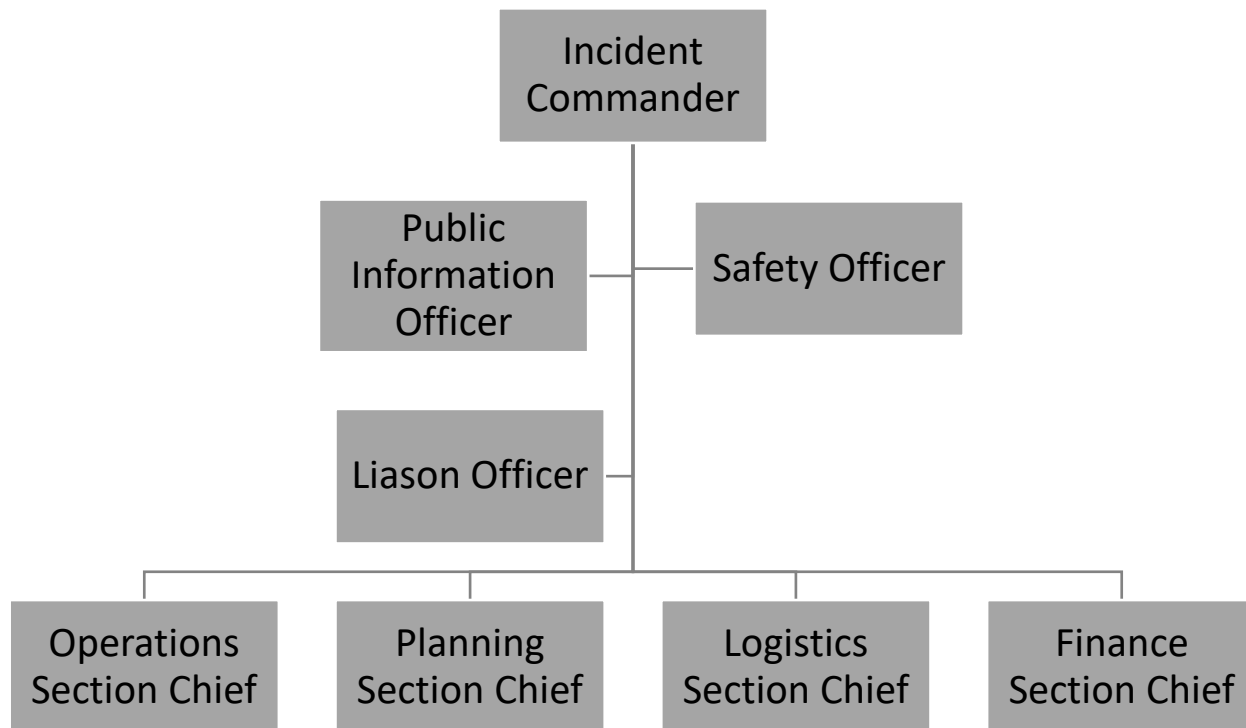 Incident
Commander
Public
Information
Officer
Safety Officer
Liason Officer
Operations
Section Chief
Planning
Section Chief
Logistics
Section Chief
Finance
Section Chief